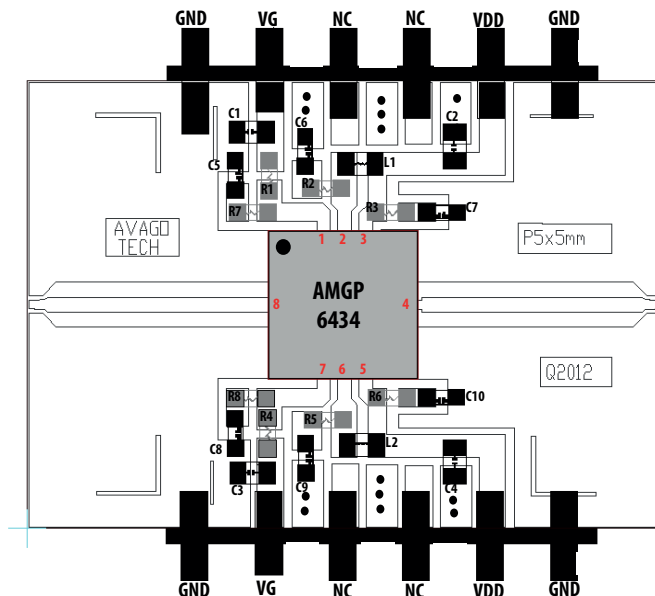 GND VG NC NC VDD GND
C1 C6 C2
C5 L1
R1 R2
R7 R3 C7
AVAGO
TECH
P5x5mm
1 2 3
AMGP
6434
8 4
7 6 5
Q2012
R8 R6 C10
R4 R5
C8 L2
C3 C9 C4
GND VG NC NC VDD GND